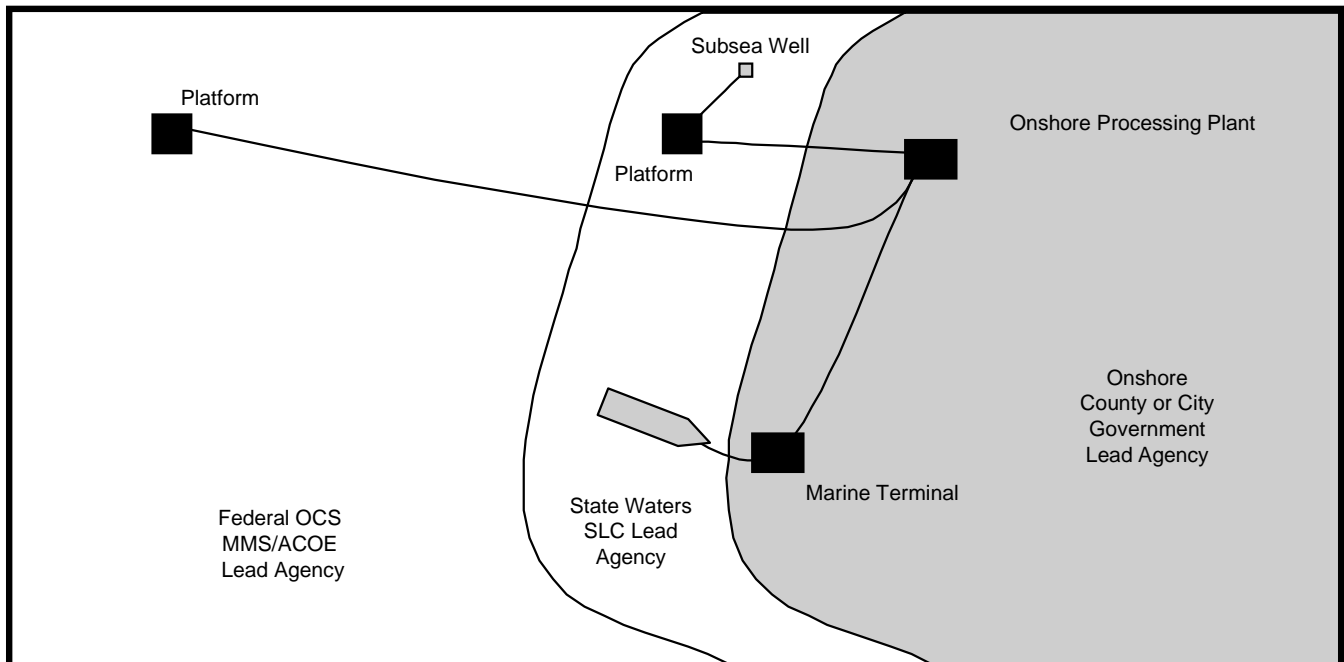 Subsea Well
Platform
Onshore Processing Plant
Platform
Onshore
County or City
Government
Lead Agency
Marine Terminal
State Waters
SLC Lead
Agency
Federal OCS
MMS/ACOE
Lead Agency